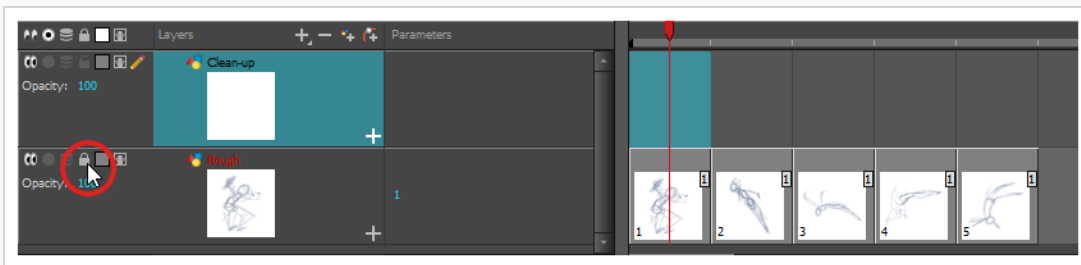 Layers Parameters
Clean-up
Opacity: 100
Rough
Opacity: 100
1
1 1 1 1 1
1 2 3 4 5